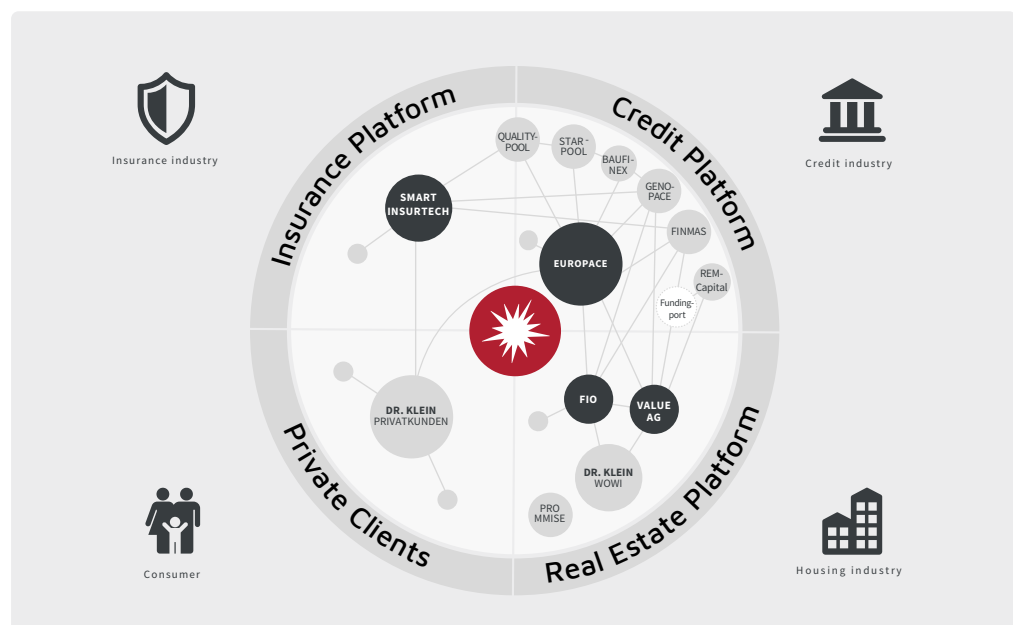 Insurance Platform
Credit Platform
Insurance industry
Credit industry
QUALITY-
POOL
STAR-
POOL
BAUFI-
NEX
GENO-
PACE
FINMAS
REM-
Capital
Funding-
port
SMART
INSURTECH
EUROPACE
DR. KLEIN
PRIVATKUNDEN
FIO
VALUE
AG
DR. KLEIN
WOWI
PRO
MMISE
Private Clients
Real Estate Platform
Consumer
Housing industry